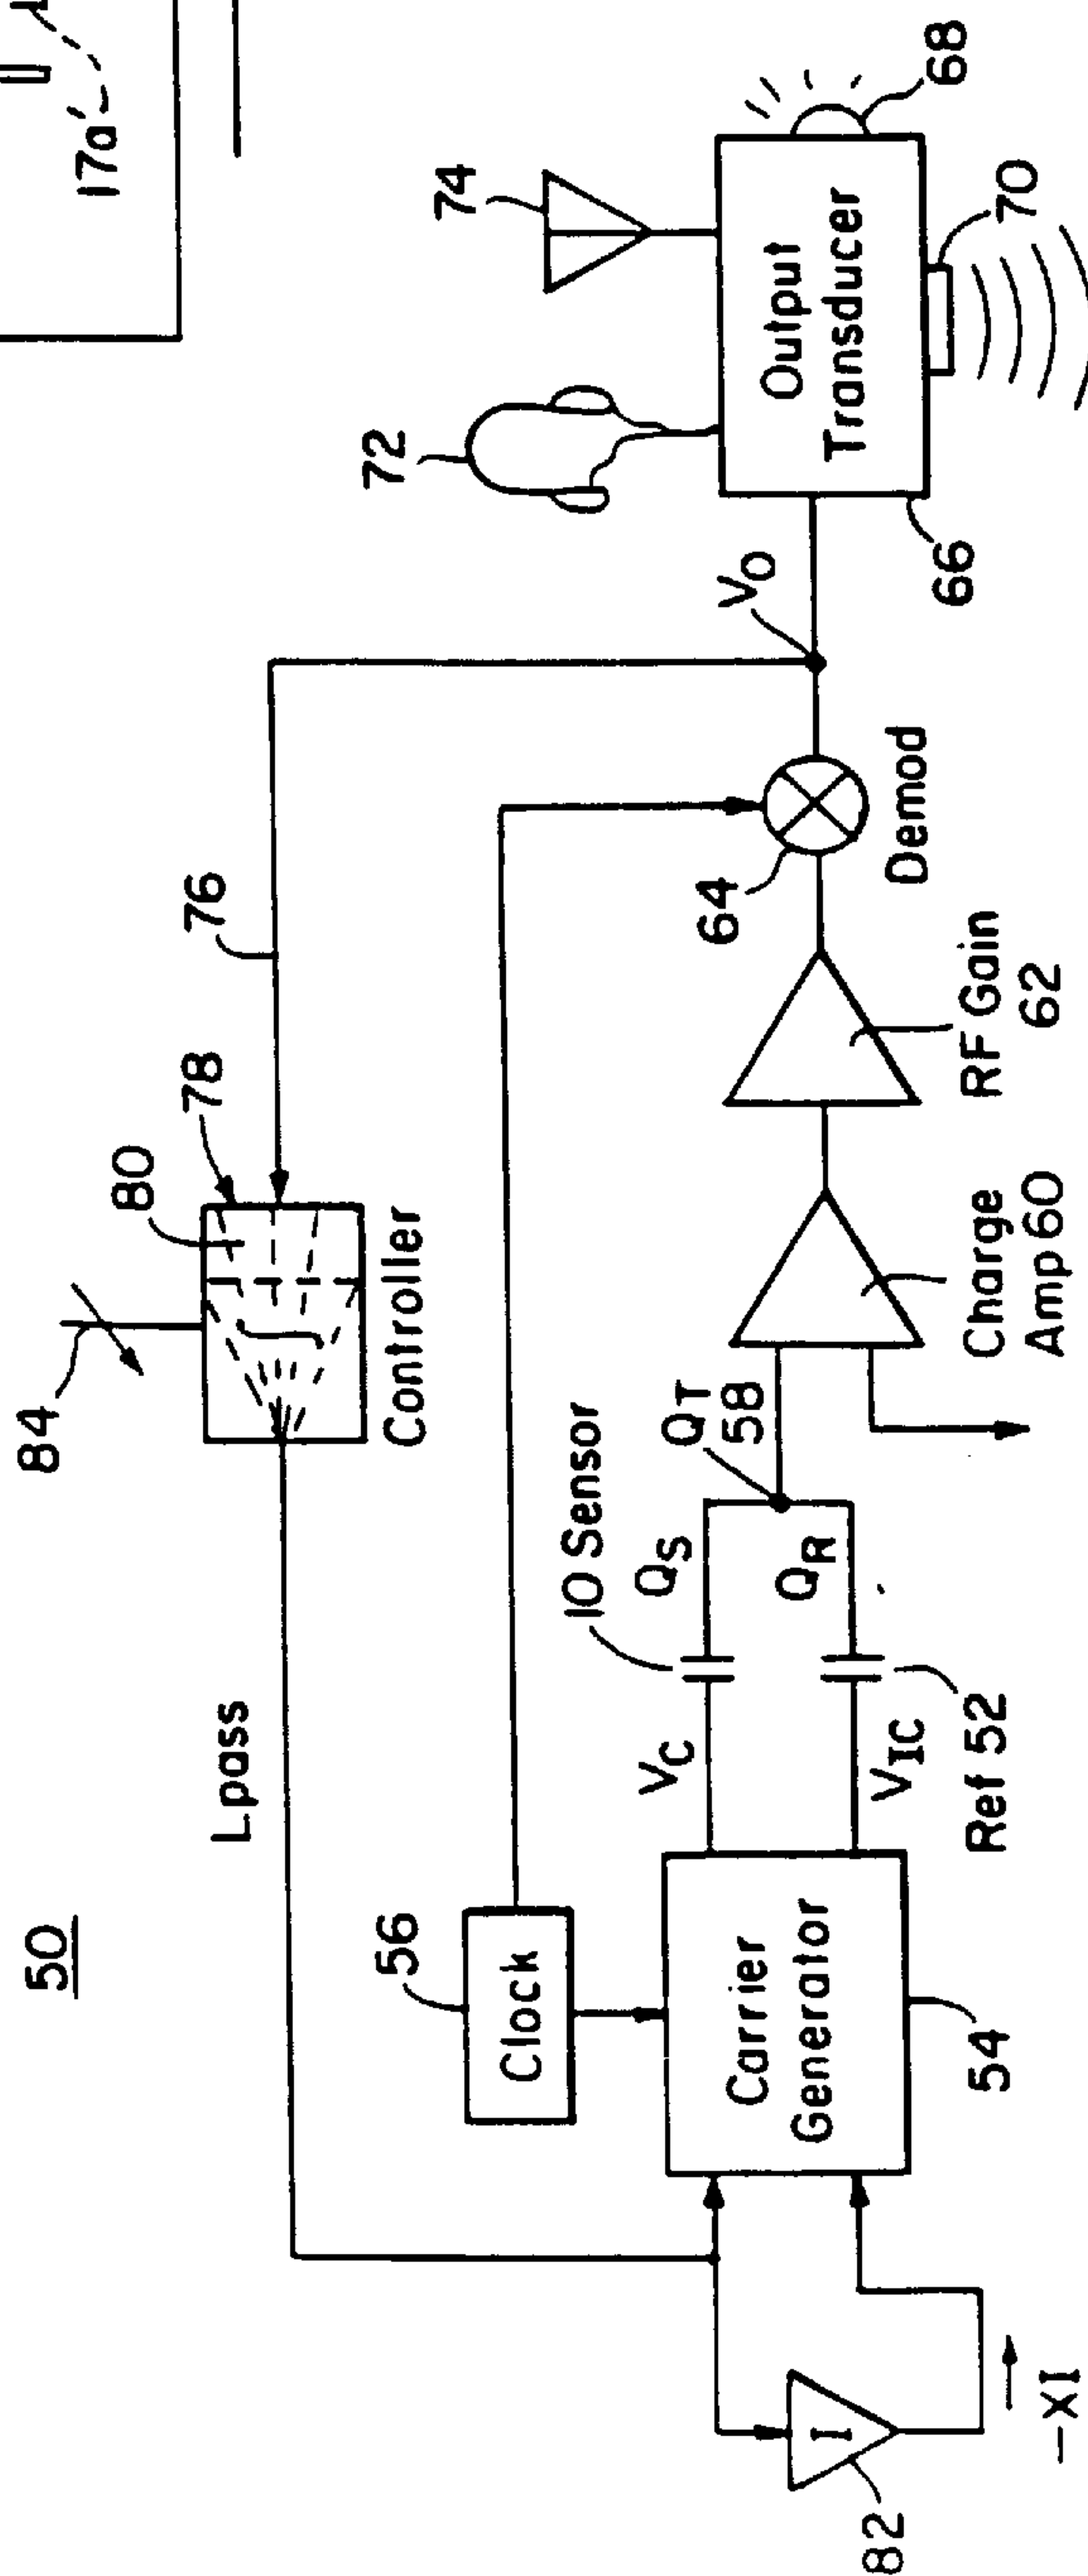 17a'
50
Lpass
84
80
78
76
Controller
72
74
56
Clock
10 Sensor
QS
QT
58
64
Demod
VO
Output
Transducer
68
70
66
Carrier
Generator
54
VC
VIC
QR
Ref 52
Charge
Amp 60
RF Gain
62
I
82
-XI